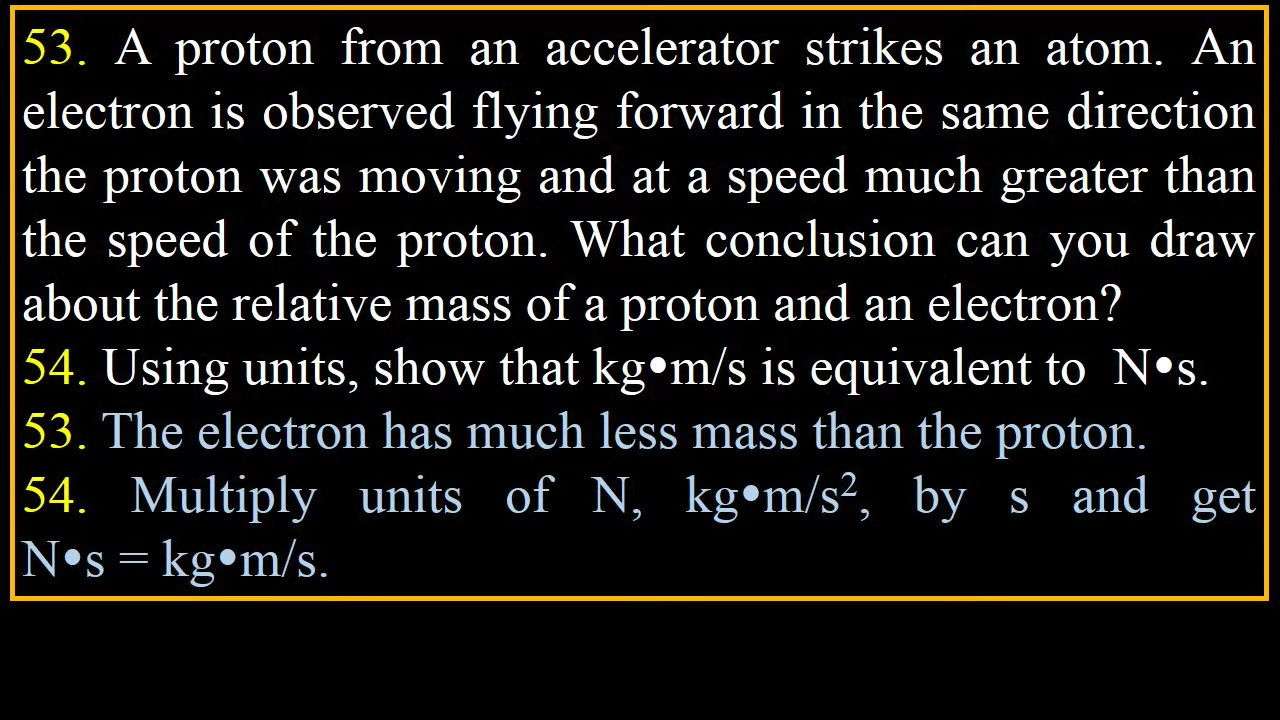 53. A proton from an accelerator strikes an atom. An
electron is observed flying forward in the same direction
the proton was moving and at a speed much greater than
the speed of the proton. What conclusion can you draw
about the relative mass of a proton and an electron?
54. Using units, show that kg•m/s is equivalent to N•s.
53. The electron has much less mass than the proton.
54. Multiply units of N, kg•m/s², by s and get
N•s = kg•m/s.